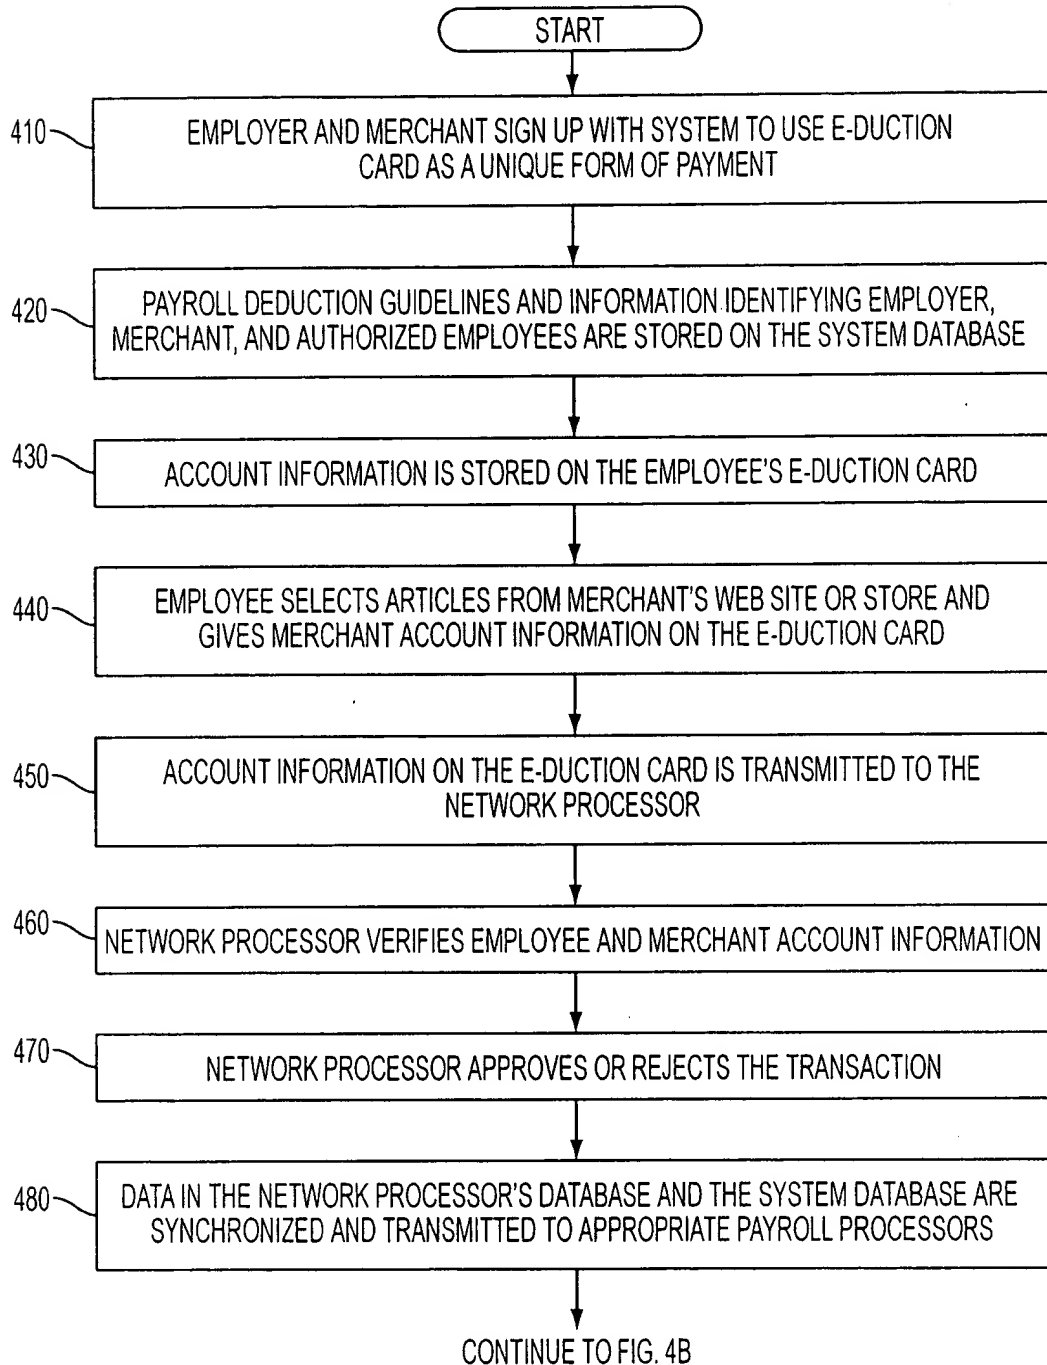 START
410
EMPLOYER AND MERCHANT SIGN UP WITH SYSTEM TO USE E-DUCTION
CARD AS A UNIQUE FORM OF PAYMENT
420
PAYROLL DEDUCTION GUIDELINES AND INFORMATION IDENTIFYING EMPLOYER,
MERCHANT, AND AUTHORIZED EMPLOYEES ARE STORED ON THE SYSTEM DATABASE
430
ACCOUNT INFORMATION IS STORED ON THE EMPLOYEE'S E-DUCTION CARD
440
EMPLOYEE SELECTS ARTICLES FROM MERCHANT'S WEB SITE OR STORE AND
GIVES MERCHANT ACCOUNT INFORMATION ON THE E-DUCTION CARD
450
ACCOUNT INFORMATION ON THE E-DUCTION CARD IS TRANSMITTED TO THE
NETWORK PROCESSOR
460
NETWORK PROCESSOR VERIFIES EMPLOYEE AND MERCHANT ACCOUNT INFORMATION
470
NETWORK PROCESSOR APPROVES OR REJECTS THE TRANSACTION
480
DATA IN THE NETWORK PROCESSOR'S DATABASE AND THE SYSTEM DATABASE ARE
SYNCHRONIZED AND TRANSMITTED TO APPROPRIATE PAYROLL PROCESSORS
CONTINUE TO FIG. 4B